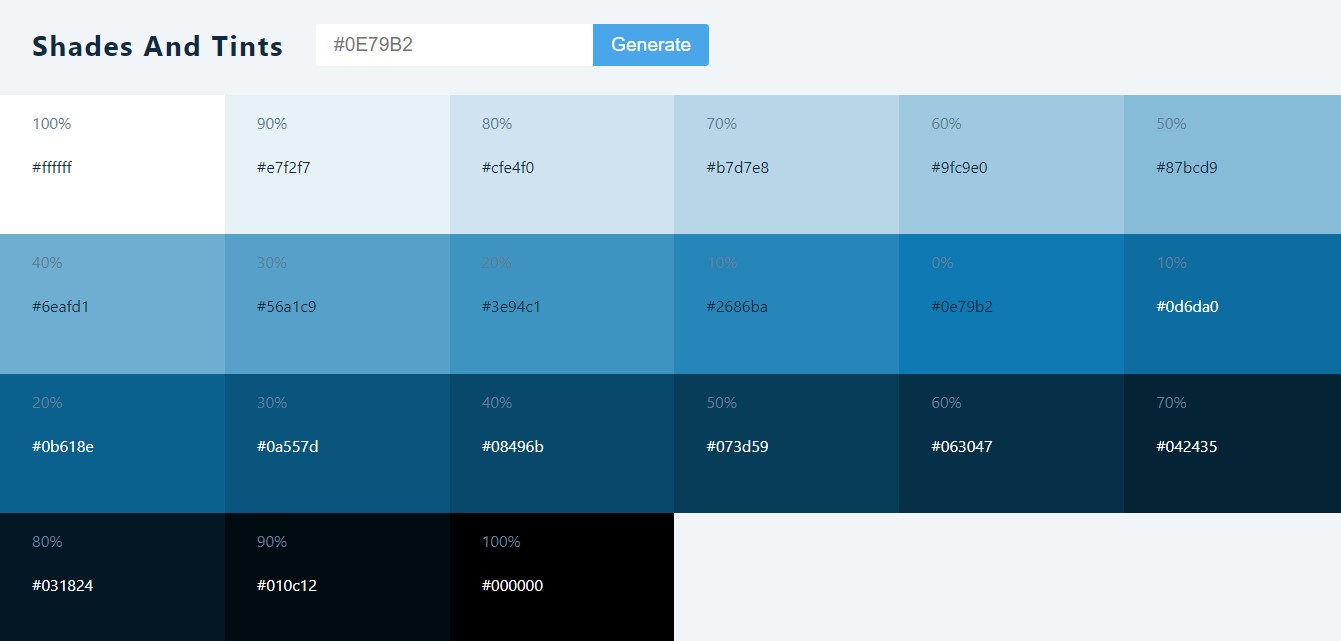 Shades And Tints
#0E79B2
Generate
100%
#ffffff
90%
#e7f2f7
80%
#cfe4f0
70%
#b7d7e8
60%
#9fc9e0
50%
#87bcd9
40%
#6eafd1
30%
#56a1c9
20%
#3e94c1
10%
#2686ba
0%
#0e79b2
10%
#0d6da0
20%
#0b618e
30%
#0a557d
40%
#08496b
50%
#073d59
60%
#063047
70%
#042435
80%
#031824
90%
#010c12
100%
#000000